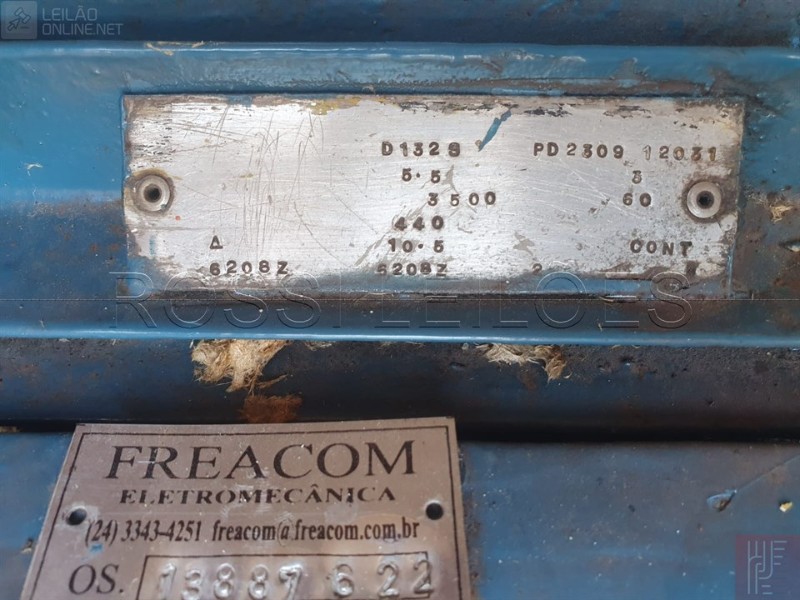 LEILÃO
ONLINE.NET
D132S PD2309 12031
5.5 3
3500 60
440
Δ 10.5 CONT
6208Z 6208Z 2
ROSSI LEILÕES
FREACOM
ELETROMECÂNICA
(24) 3343-4251 freacom@freacom.com.br
OS. 13887 6 22